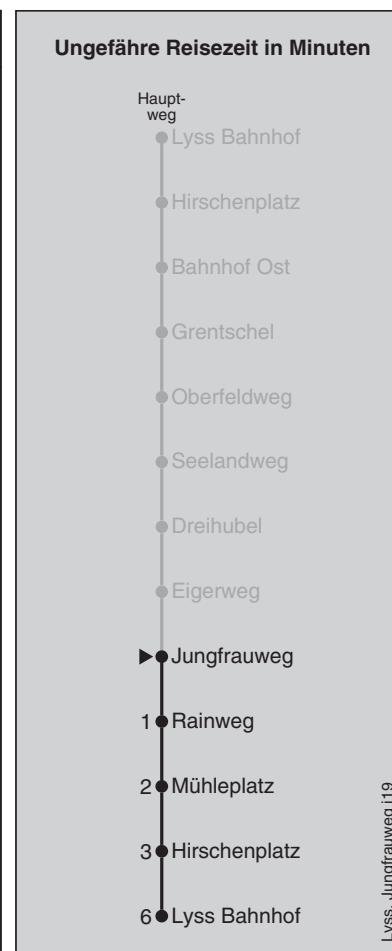 Ungefähre Reisezeit in Minuten
Haupt-
weg
Lyss Bahnhof
Hirschenplatz
Bahnhof Ost
Grentschel
Oberfeldweg
Seelandweg
Dreihubel
Eigerweg
Jungfrauweg
1 Rainweg
2 Mühleplatz
3 Hirschenplatz
6 Lyss Bahnhof
Lyss, Jungfrauweg j19